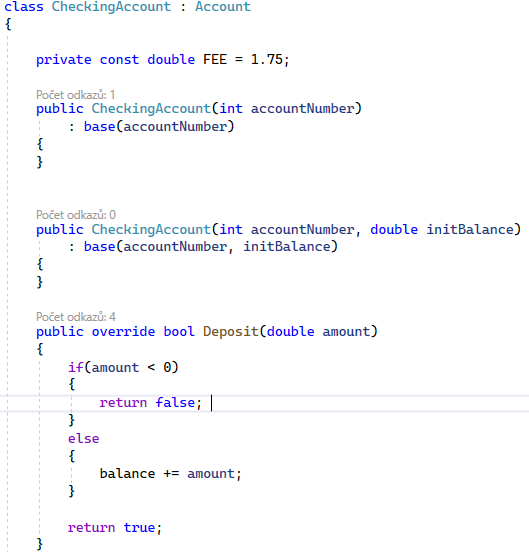 class CheckingAccount : Account
{
private const double FEE = 1.75;
Počet odkazů: 1
public CheckingAccount(int accountNumber)
: base(accountNumber)
{
}
Počet odkazů: 0
public CheckingAccount(int accountNumber, double initBalance)
: base(accountNumber, initBalance)
{
}
Počet odkazů: 4
public override bool Deposit(double amount)
{
if(amount < 0)
{
return false;
}
else
{
balance += amount;
}
return true;
}